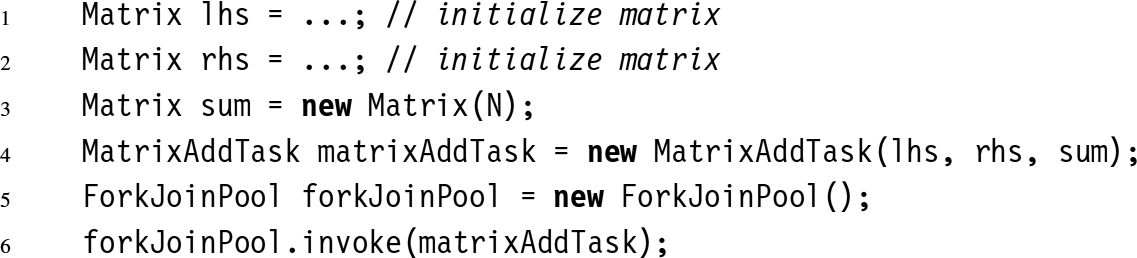 1 Matrix lhs = ...; // initialize matrix
2 Matrix rhs = ...; // initialize matrix
3 Matrix sum = new Matrix(N);
4 MatrixAddTask matrixAddTask = new MatrixAddTask(lhs, rhs, sum);
5 ForkJoinPool forkJoinPool = new ForkJoinPool();
6 forkJoinPool.invoke(matrixAddTask);